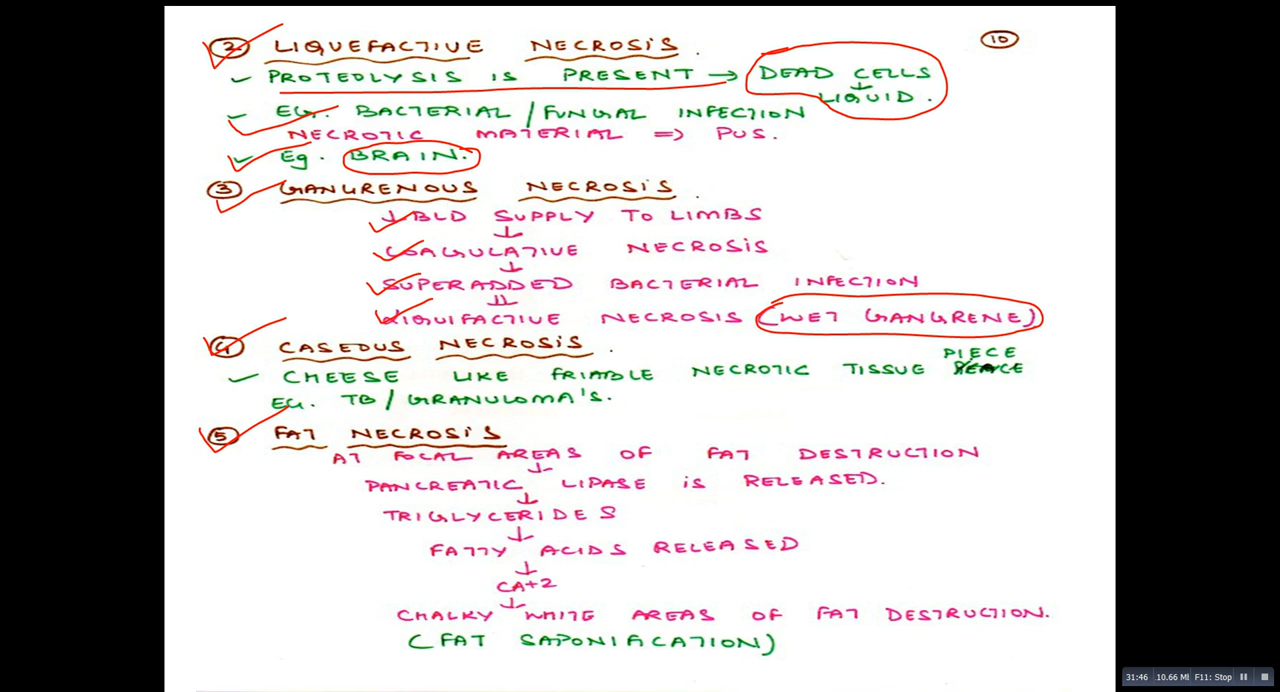 ② LIQUEFACTIVE NECROSIS. ⑩
✓ PROTEOLYSIS IS PRESENT → DEAD CELLS
↓
LIQUID.
✓ EG. BACTERIAL / FUNGAL INFECTION
NECROTIC MATERIAL => PUS.
✓ Eg. BRAIN.
③ GANGRENOUS NECROSIS.
↓ BLD SUPPLY TO LIMBS
↓
COAGULATIVE NECROSIS
↓
SUPERADDED BACTERIAL INFECTION
⇓
LIQUIFACTIVE NECROSIS (WET GANGRENE)
④ CASEOUS NECROSIS.
✓ CHEESE LIKE FRIABLE NECROTIC TISSUE PIECE
EG. TB / GRANULOMA'S.
⑤ FAT NECROSIS
AT FOCAL AREAS OF FAT DESTRUCTION
↓
PANCREATIC LIPASE IS RELEASED.
↓
TRIGLYCERIDES
↓
FATTY ACIDS RELEASED
↓
CA+2
↓
CHALKY WHITE AREAS OF FAT DESTRUCTION.
(FAT SAPONIFICATION)
31:46 10.66 MI F11: Stop